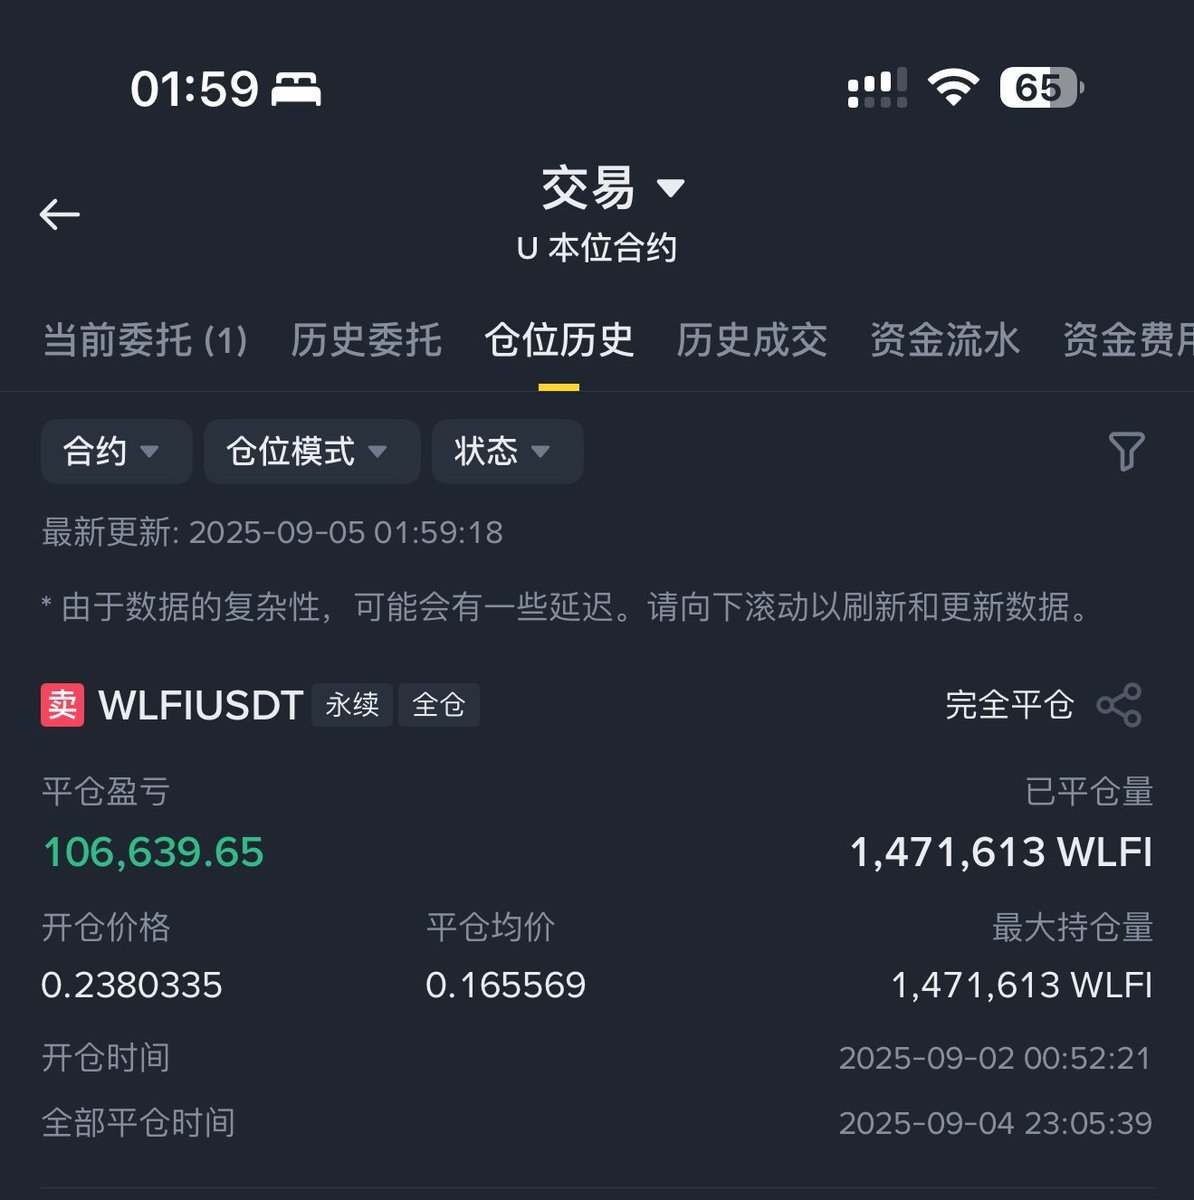 01:59 65
交易
U 本位合约
当前委托 (1) 历史委托 仓位历史 历史成交 资金流水 资金费用
合约 仓位模式 状态
最新更新: 2025-09-05 01:59:18
* 由于数据的复杂性，可能会有一些延迟。请向下滚动以刷新和更新数据。
卖 WLFIUSDT 永续 全仓 完全平仓
平仓盈亏 已平仓量
106,639.65 1,471,613 WLFI
开仓价格 平仓均价 最大持仓量
0.2380335 0.165569 1,471,613 WLFI
开仓时间 2025-09-02 00:52:21
全部平仓时间 2025-09-04 23:05:39